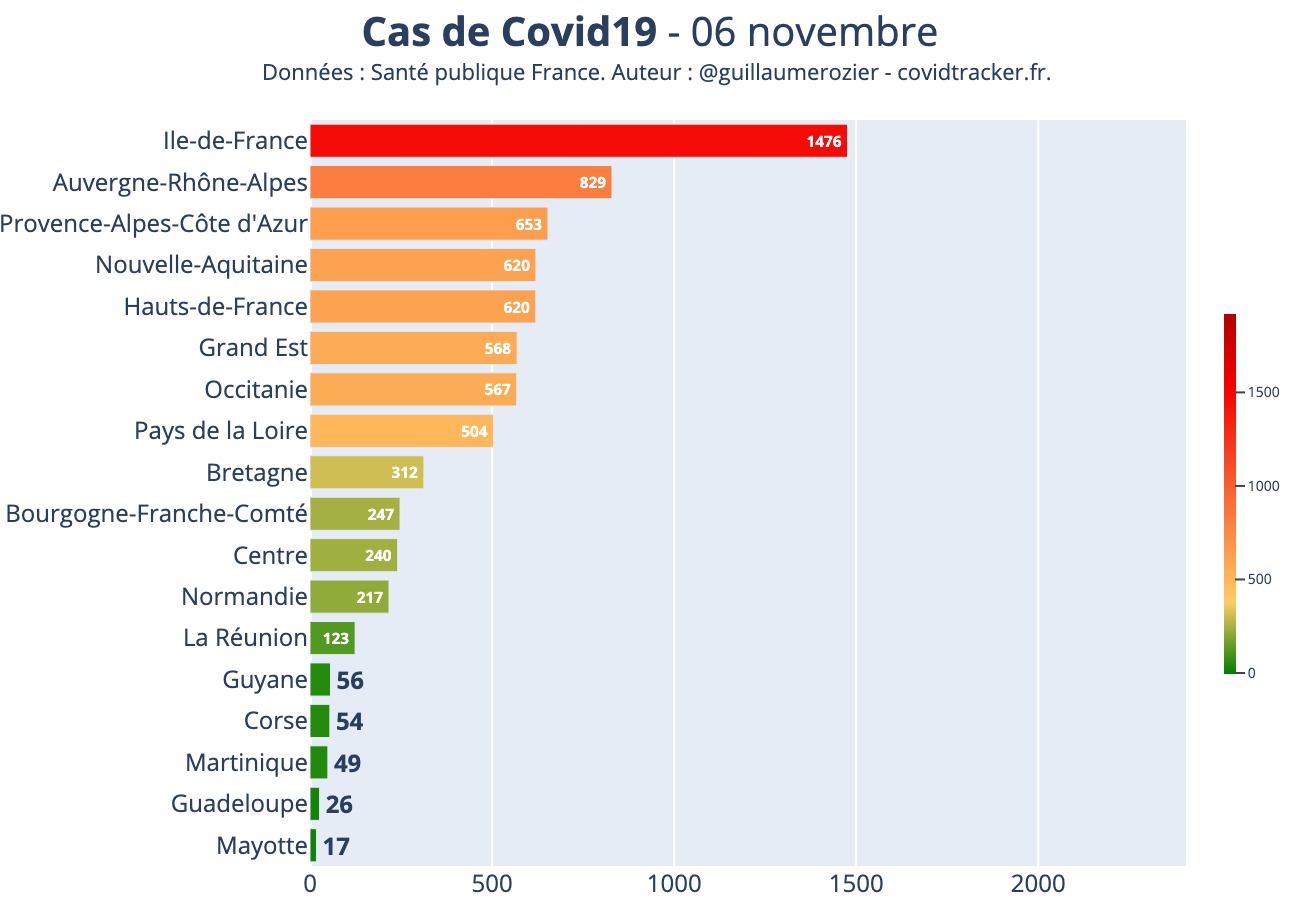 Cas de Covid19 - 06 novembre
Données : Santé publique France. Auteur : @guillaumerozier - covidtracker.fr.
Ile-de-France 1476
Auvergne-Rhône-Alpes 829
Provence-Alpes-Côte d'Azur 653
Nouvelle-Aquitaine 620
Hauts-de-France 620
Grand Est 568
Occitanie 567
Pays de la Loire 504
Bretagne 312
Bourgogne-Franche-Comté 247
Centre 240
Normandie 217
La Réunion 123
Guyane 56
Corse 54
Martinique 49
Guadeloupe 26
Mayotte 17
0 500 1000 1500 2000
1500
1000
500
0